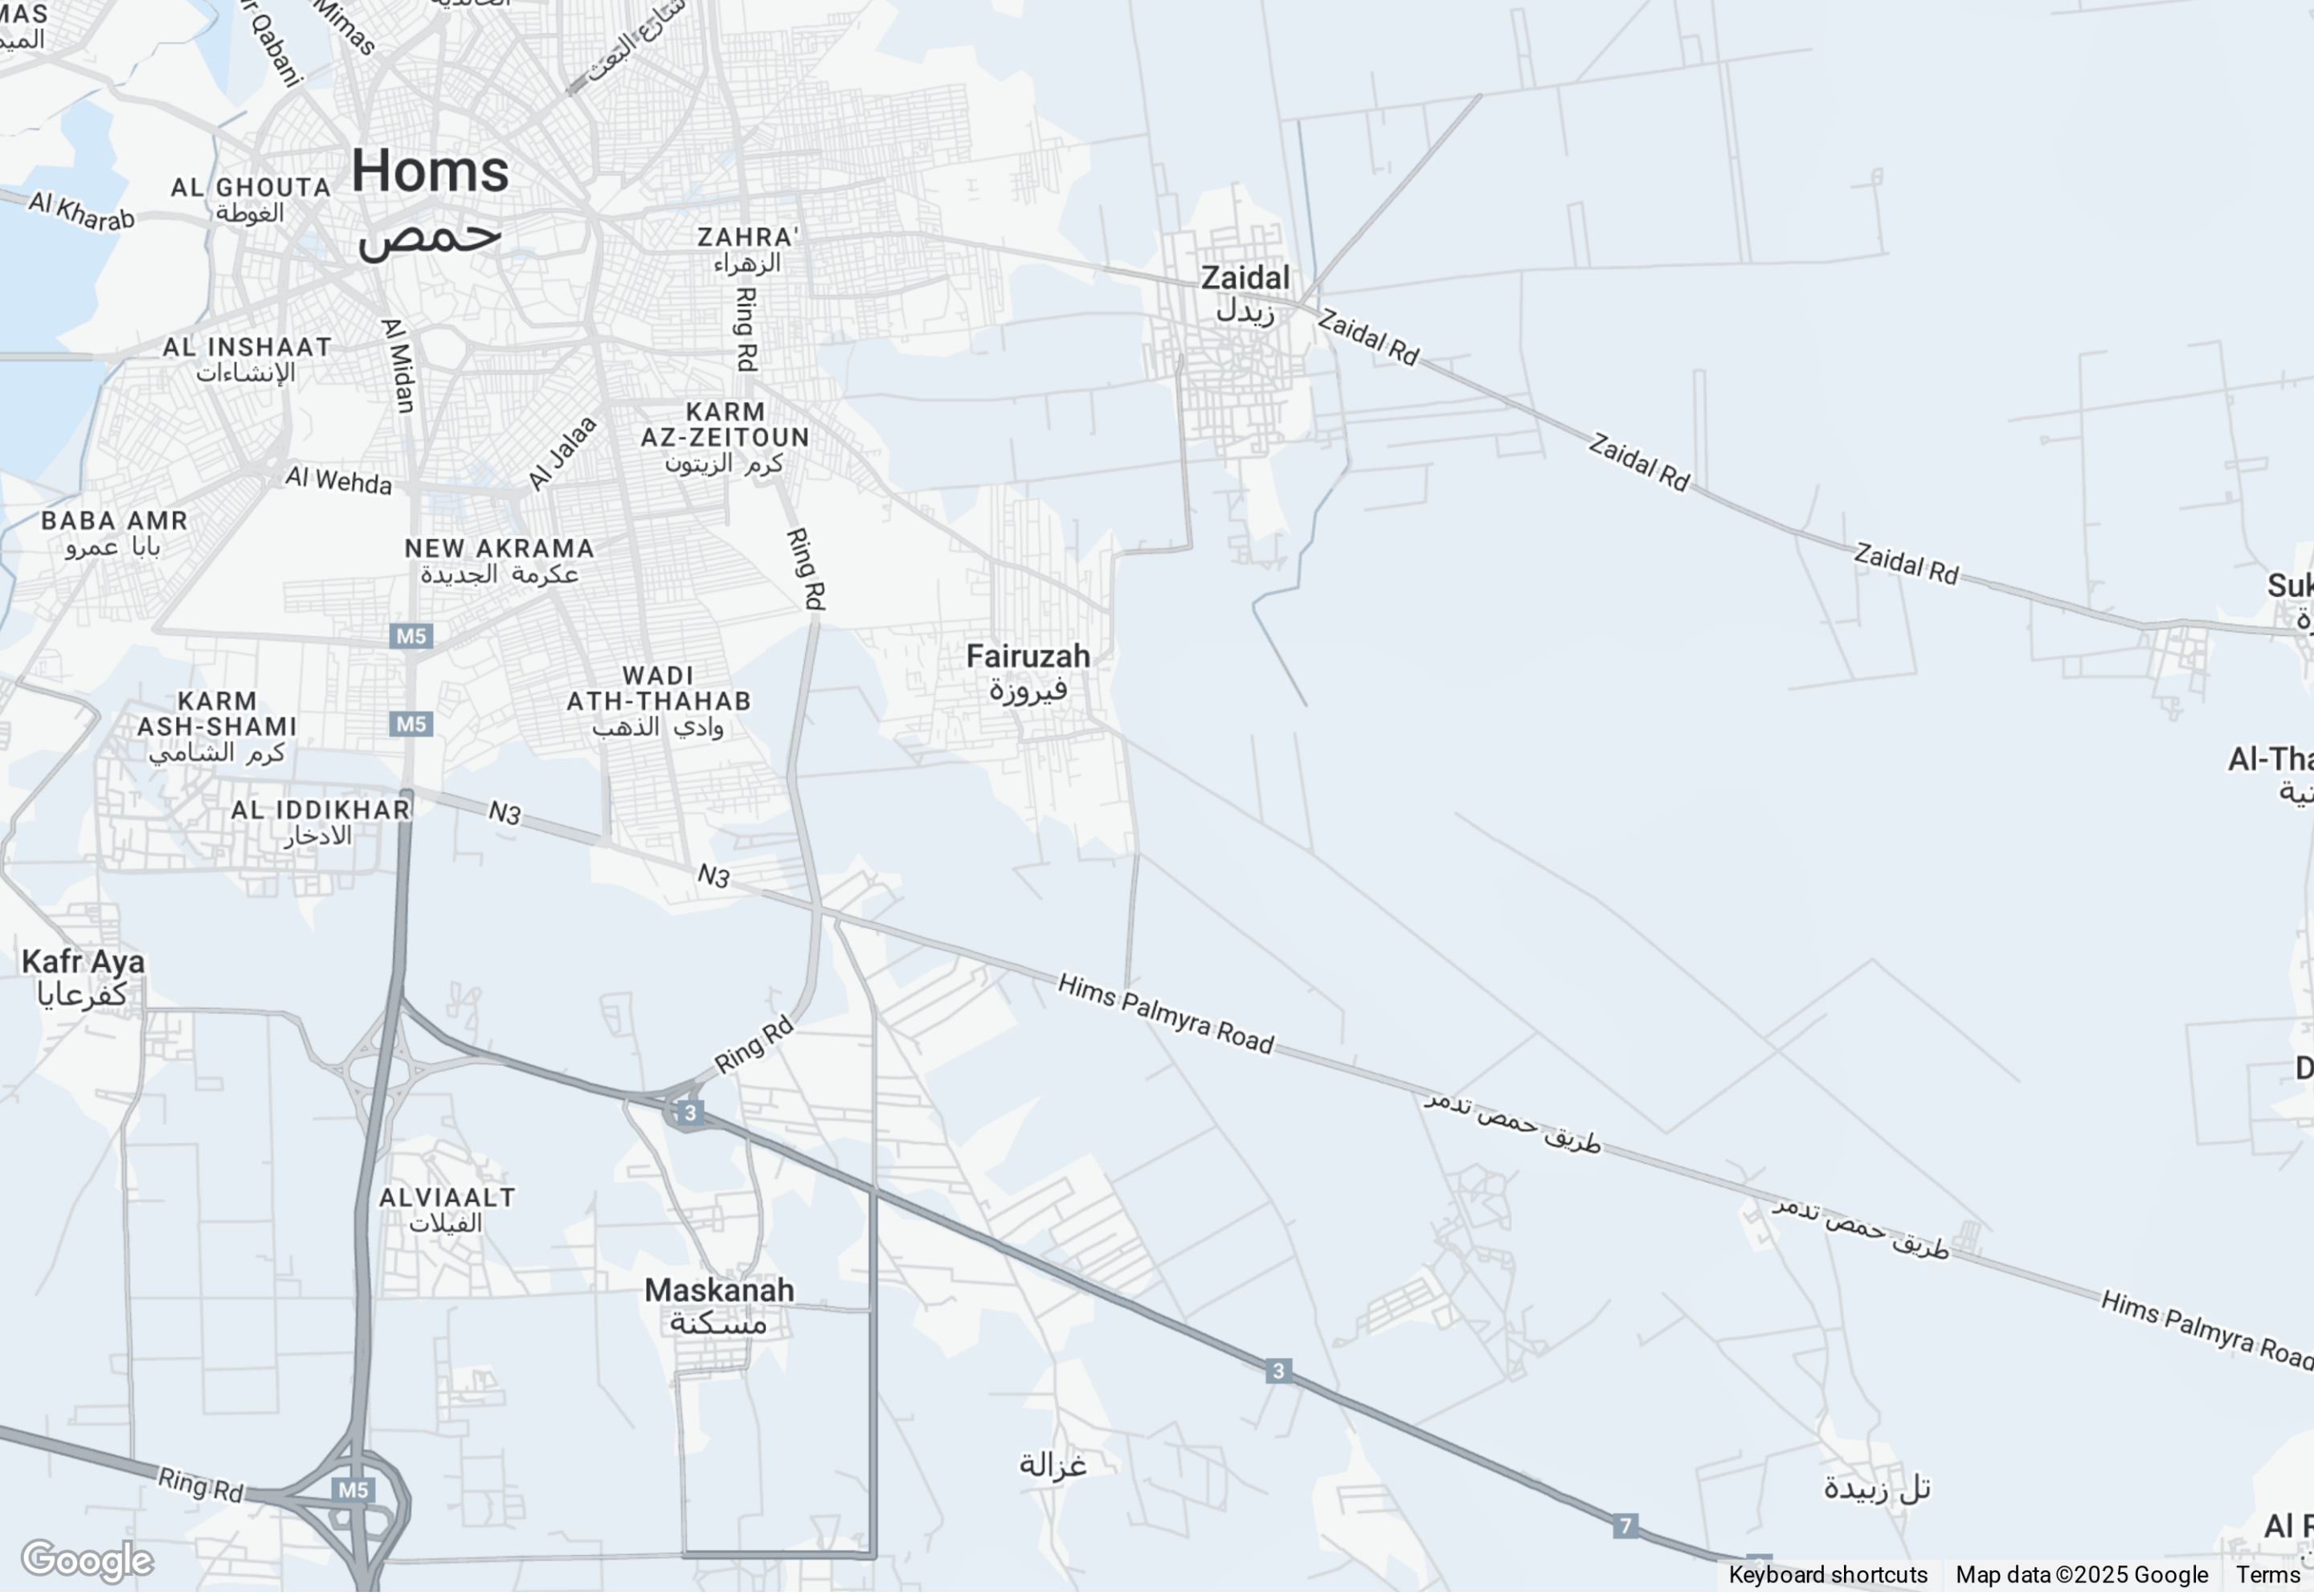 الميم
Mimas
شارع البعث
Al Kharab
AL GHOUTA
الغوطة
Homs
حمص
ZAHRA'
الزهراء
Ring Rd
Zaidal
زيدل
Zaidal Rd
AL INSHAAT
الإنشاءات
Al Midan
KARM
AZ-ZEITOUN
كرم الزيتون
Al Jalaa
Al Wehda
Zaidal Rd
BABA AMR
بابا عمرو
NEW AKRAMA
عكرمة الجديدة
Ring Rd
Zaidal Rd
M5
Fairuzah
فيروزة
WADI
ATH-THAHAB
وادي الذهب
KARM
ASH-SHAMI
كرم الشامي
M5
AL IDDIKHAR
الادخار
N3
N3
Kafr Aya
كفرعايا
Hims Palmyra Road
Ring Rd
3
طريق حمص تدمر
ALVIAALT
الفيلات
طريق حمص تدمر
Maskanah
مسكنة
Hims Palmyra Road
3
غزالة
Ring Rd
M5
تل زبيدة
7
Google
Keyboard shortcuts
Map data ©2025 Google
Terms